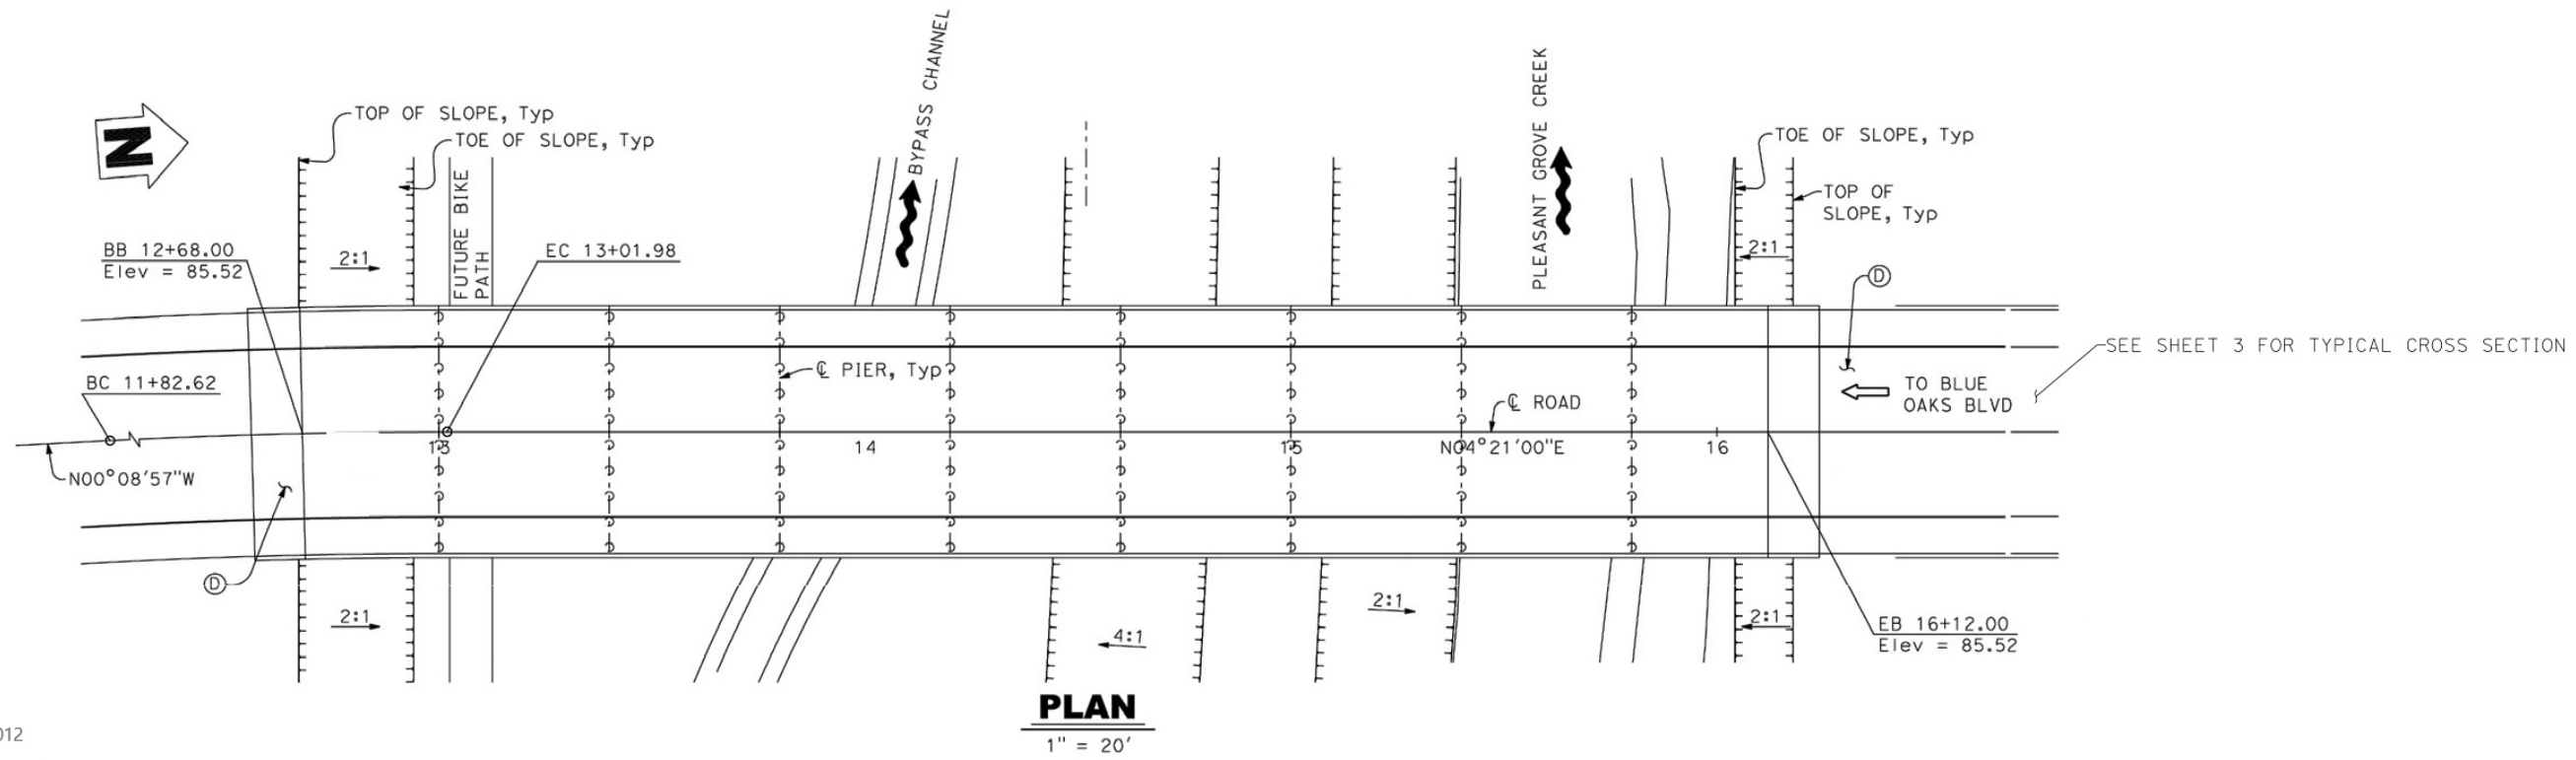 BYPASS CHANNEL
PLEASANT GROVE CREEK
N
TOP OF SLOPE, Typ
TOE OF SLOPE, Typ
TOE OF SLOPE, Typ
FUTURE BIKE
PATH
TOP OF
SLOPE, Typ
BB 12+68.00
Elev = 85.52
2:1
EC 13+01.98
2:1
D
SEE SHEET 3 FOR TYPICAL CROSS SECTION
BC 11+82.62
℄ PIER, Typ
℄ ROAD
TO BLUE
OAKS BLVD
13
14
15
N04°21'00"E
16
N00°08'57"W
D
2:1
4:1
2:1
2:1
EB 16+12.00
Elev = 85.52
PLAN
1" = 20'
012